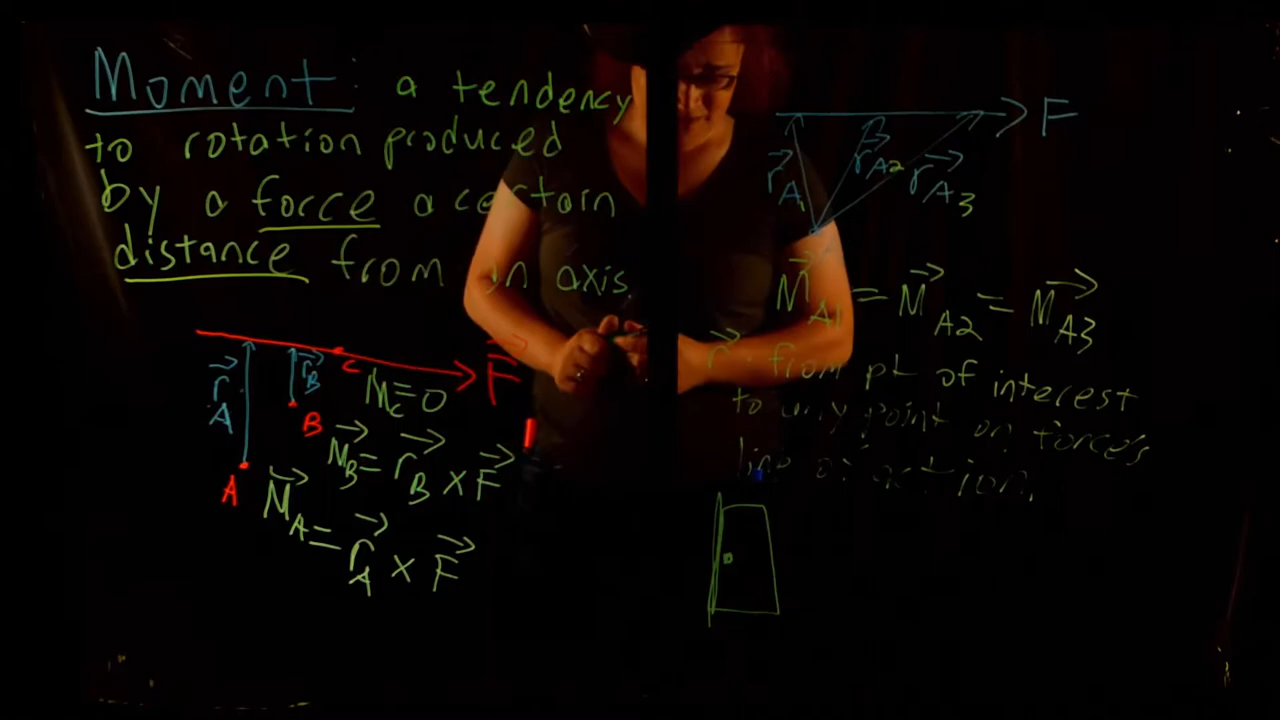 Moment: a tendency
to rotation produced
by a force a certain
distance from an axis
F
r_A
r_B
C
M_C = 0
F
B
M_B = r_B × F
A
M_A = r_A × F
F
r_A1
r_A2
r_A3
M_A1 = M_A2 = M_A3
r: from pt of interest
to any point on force's
line of action.